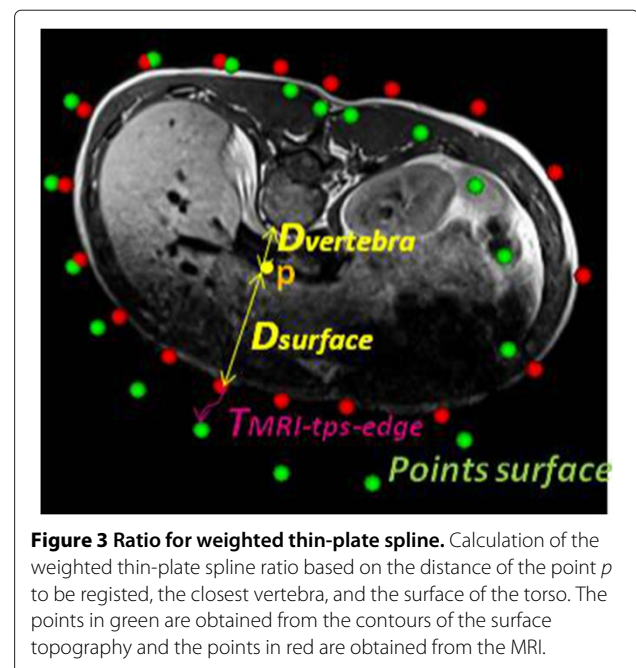 Dvertebra
p
Dsurface
TMRI-tps-edge
Points surface
Figure 3 Ratio for weighted thin-plate spline. Calculation of the
weighted thin-plate spline ratio based on the distance of the point p
to be registed, the closest vertebra, and the surface of the torso. The
points in green are obtained from the contours of the surface
topography and the points in red are obtained from the MRI.